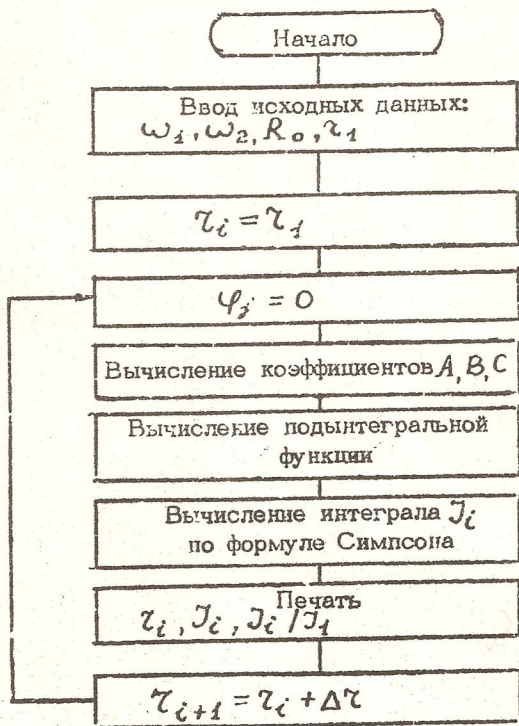 Начало
Ввод исходных данных:
ω₁, ω₂, R₀, τ₁
τᵢ = τ₁
φⱼ = 0
Вычисление коэффициентов A, B, C
Вычисление подынтегральной
функции
Вычисление интеграла Jᵢ
по формуле Симпсона
Печать
τᵢ, Jᵢ, Jᵢ / J₁
τᵢ₊₁ = τᵢ + Δτ